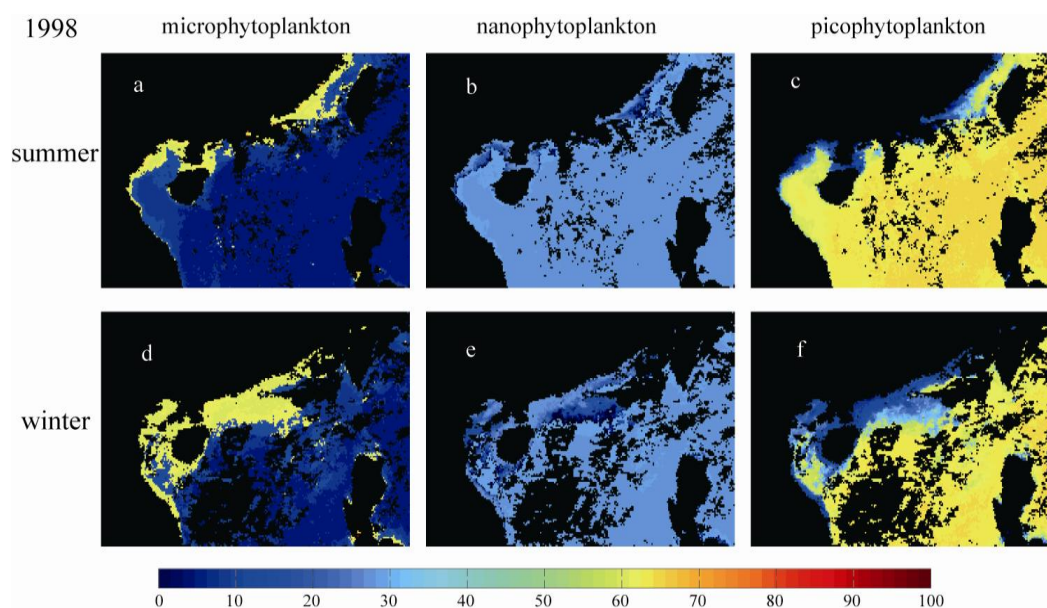 1998 microphytoplankton nanophytoplankton picophytoplankton
a b c
summer
d e f
winter
0 10 20 30 40 50 60 70 80 90 100